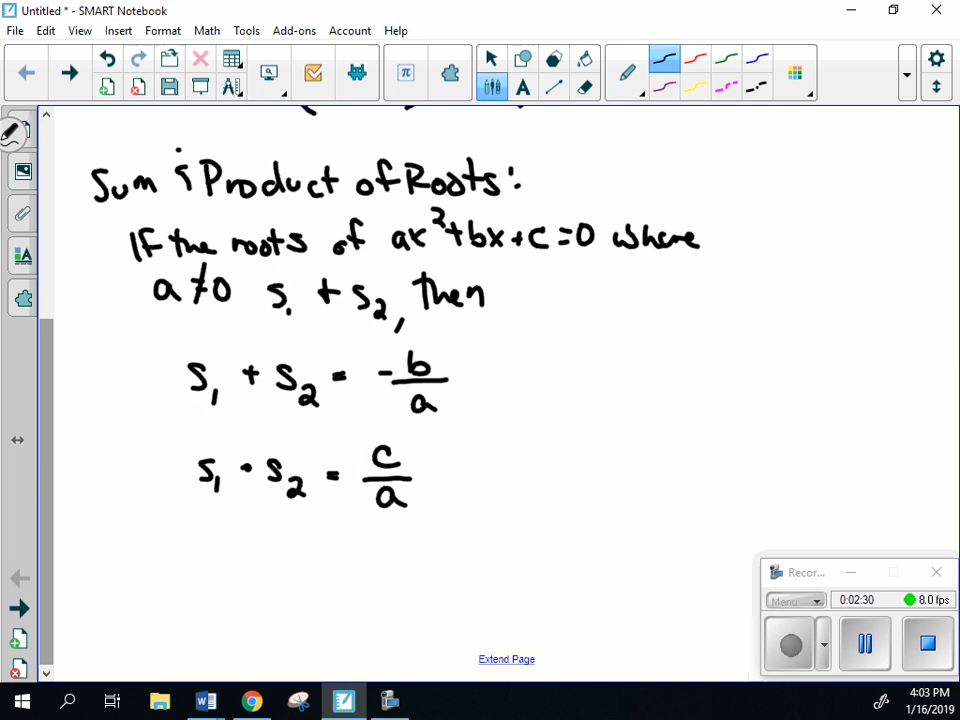 Untitled * - SMART Notebook
File Edit View Insert Format Math Tools Add-ons Account Help
Sum & Product of Roots:
If the roots of ax²+bx+c=0 where
a≠0 s₁ + s₂, then
s₁ + s₂ = -b/a
s₁ · s₂ = c/a
Recor...
Menu 0:02:30 8.0 fps
Extend Page
4:03 PM
1/16/2019